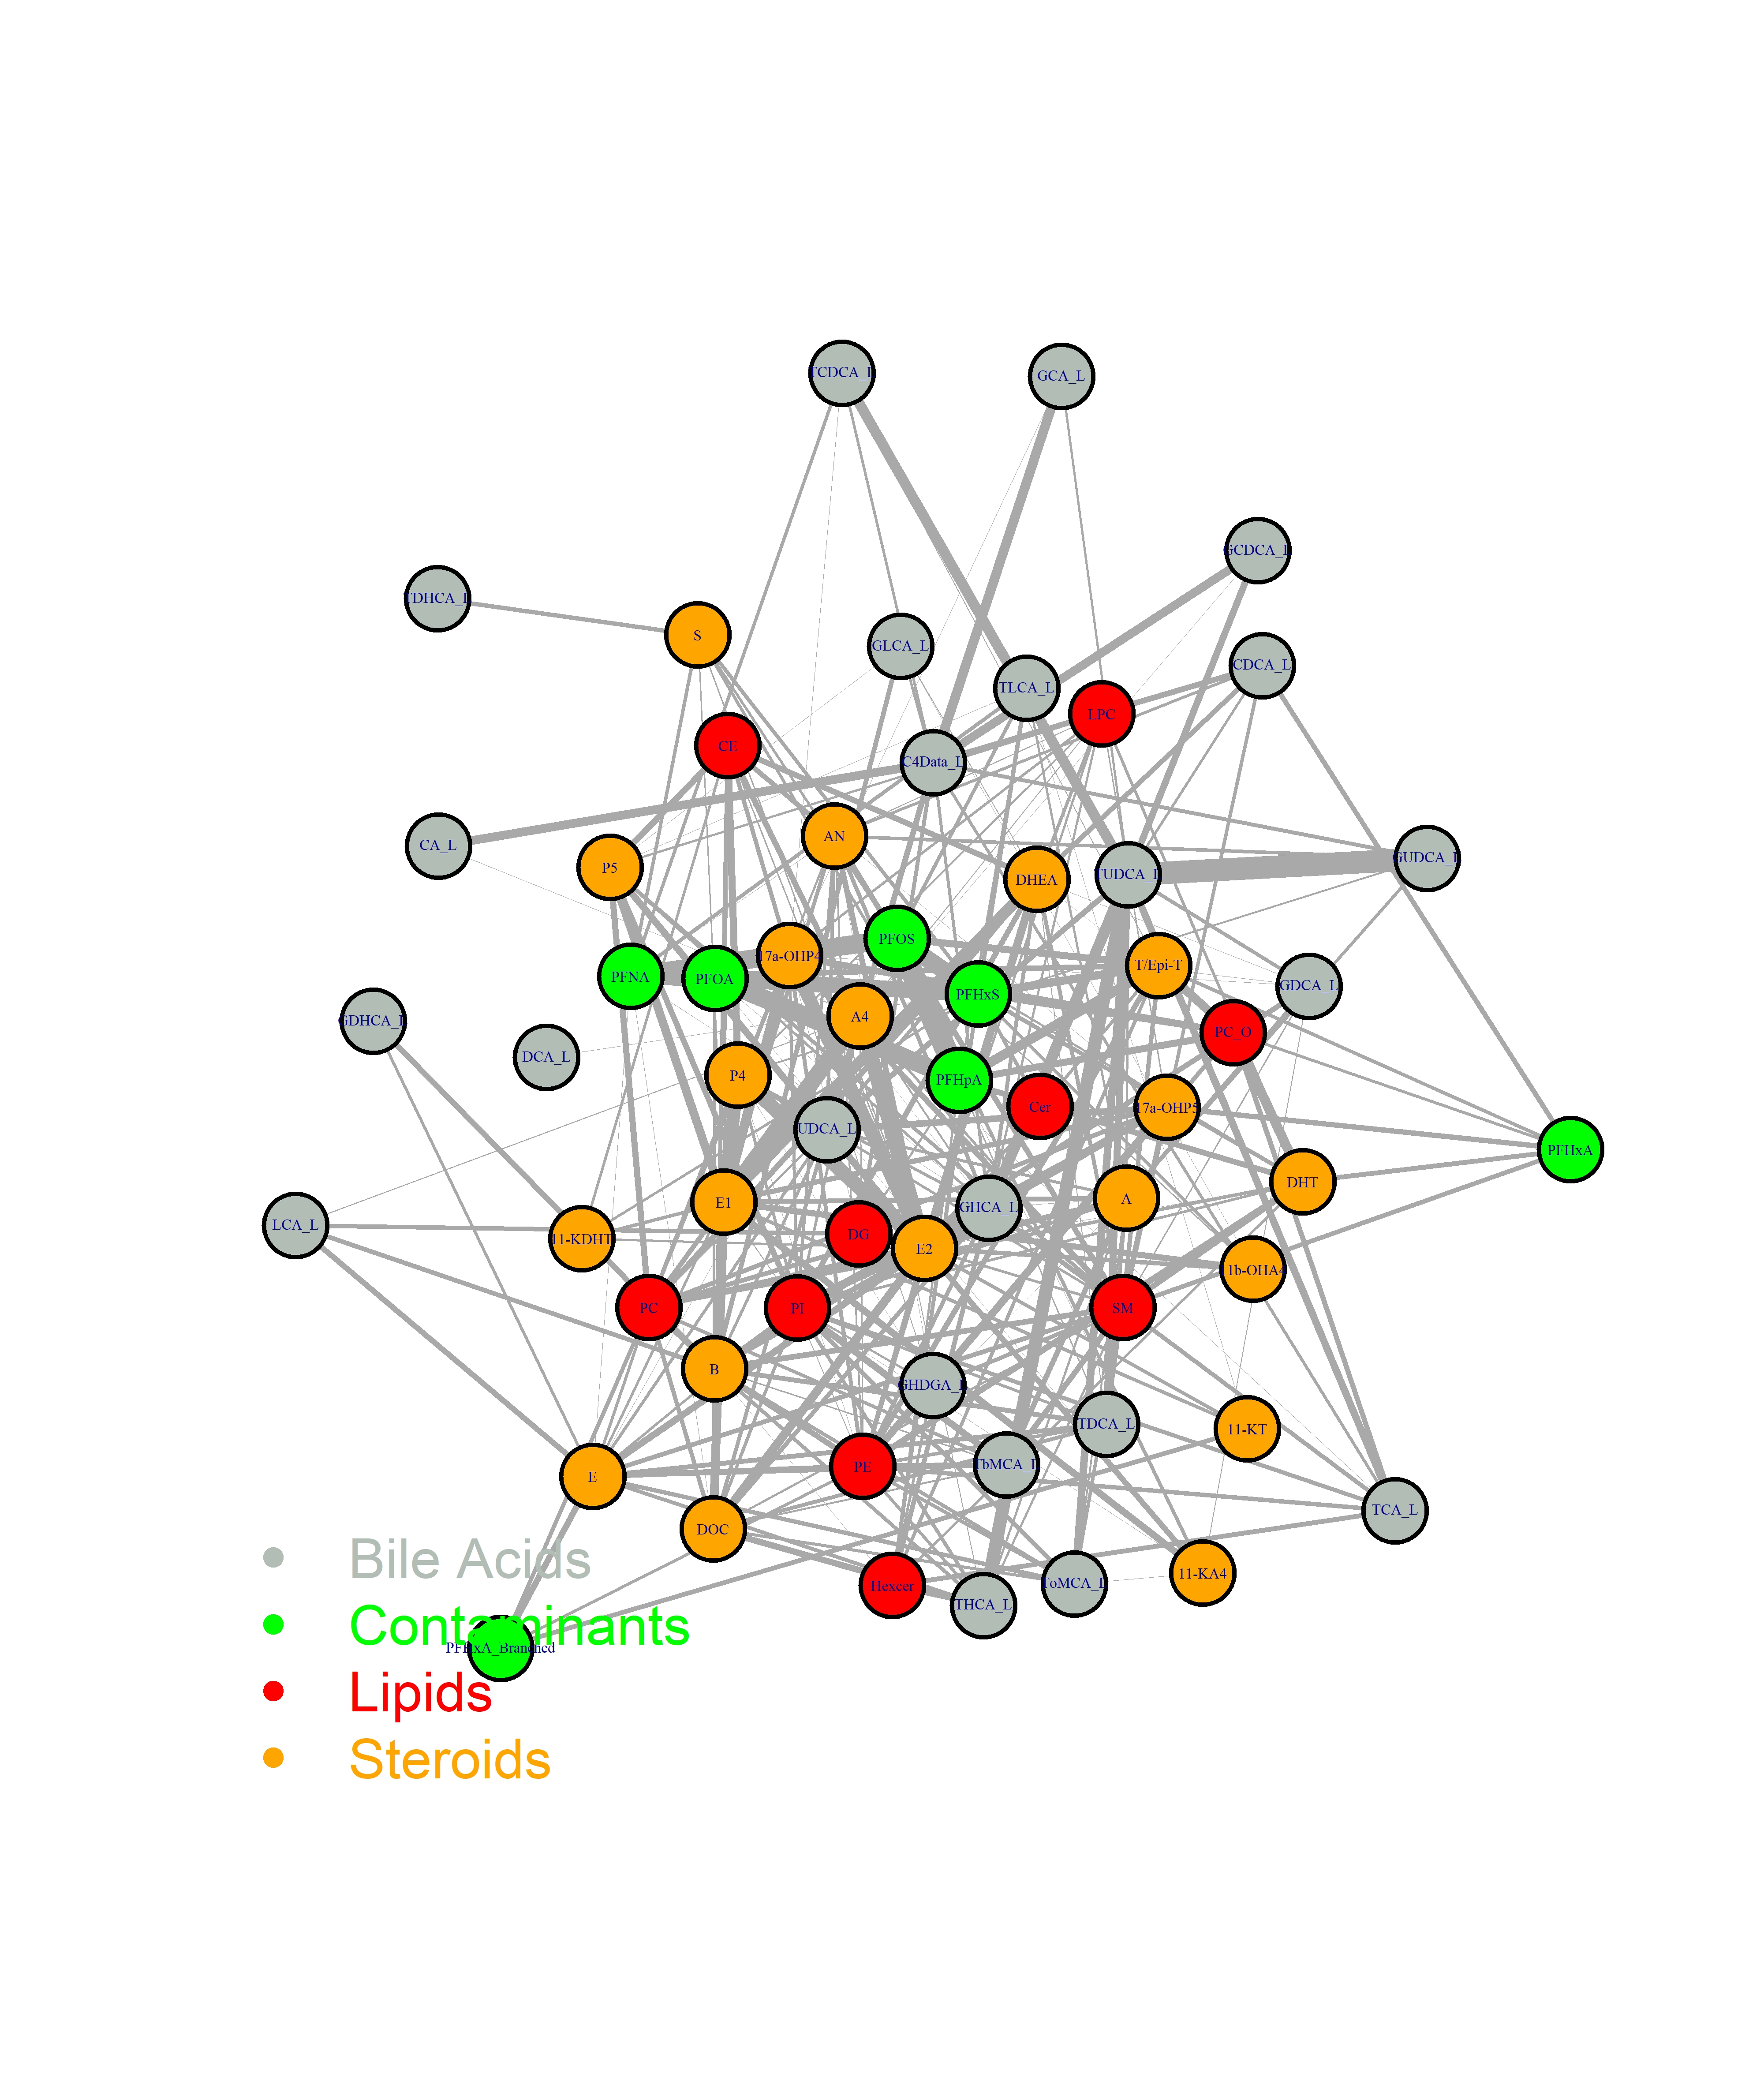 TCDCA_L
GCA_L
GCDCA_L
TDHCA_L
S
GLCA_L
CDCA_L
TLCA_L
LPC
CE
C4Data_L
AN
CA_L
GUDCA_L
P5
DHEA
TUDCA_L
PFOS
17a-OHP4
T/Epi-T
PFNA
PFOA
GDCA_L
PFHxS
A4
GDHCA_L
PC_O
DCA_L
P4
PFHpA
Cer
17a-OHP5
UDCA_L
PFHxA
DHT
E1
A
GHCA_L
LCA_L
11-KDHT
DG
E2
1b-OHA4
PC
PI
SM
B
GHDGA_L
TDCA_L
11-KT
TbMCA_L
PE
E
TCA_L
DOC
Bile Acids
11-KA4
Hexcer
ToMCA_L
THCA_L
Contaminants
PFHxA_Branched
Lipids
Steroids